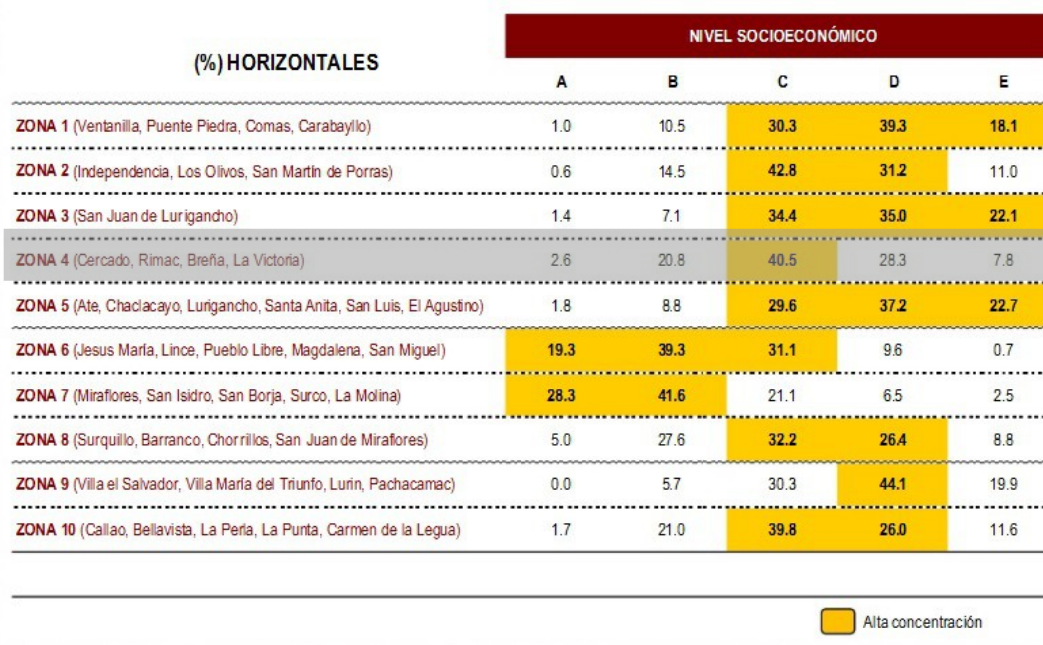 NIVEL SOCIOECONÓMICO
(%) HORIZONTALES
A B C D E
ZONA 1 (Ventanilla, Puente Piedra, Comas, Carabayllo) 1.0 10.5 30.3 39.3 18.1
ZONA 2 (Independencia, Los Olivos, San Martín de Porras) 0.6 14.5 42.8 31.2 11.0
ZONA 3 (San Juan de Lurigancho) 1.4 7.1 34.4 35.0 22.1
ZONA 4 (Cercado, Rimac, Breña, La Victoria) 2.6 20.8 40.5 28.3 7.8
ZONA 5 (Ate, Chaclacayo, Lurigancho, Santa Anita, San Luis, El Agustino) 1.8 8.8 29.6 37.2 22.7
ZONA 6 (Jesus María, Lince, Pueblo Libre, Magdalena, San Miguel) 19.3 39.3 31.1 9.6 0.7
ZONA 7 (Miraflores, San Isidro, San Borja, Surco, La Molina) 28.3 41.6 21.1 6.5 2.5
ZONA 8 (Surquillo, Barranco, Chorrillos, San Juan de Miraflores) 5.0 27.6 32.2 26.4 8.8
ZONA 9 (Villa el Salvador, Villa María del Triunfo, Lurin, Pachacamac) 0.0 5.7 30.3 44.1 19.9
ZONA 10 (Callao, Bellavista, La Perla, La Punta, Carmen de la Legua) 1.7 21.0 39.8 26.0 11.6
Alta concentración